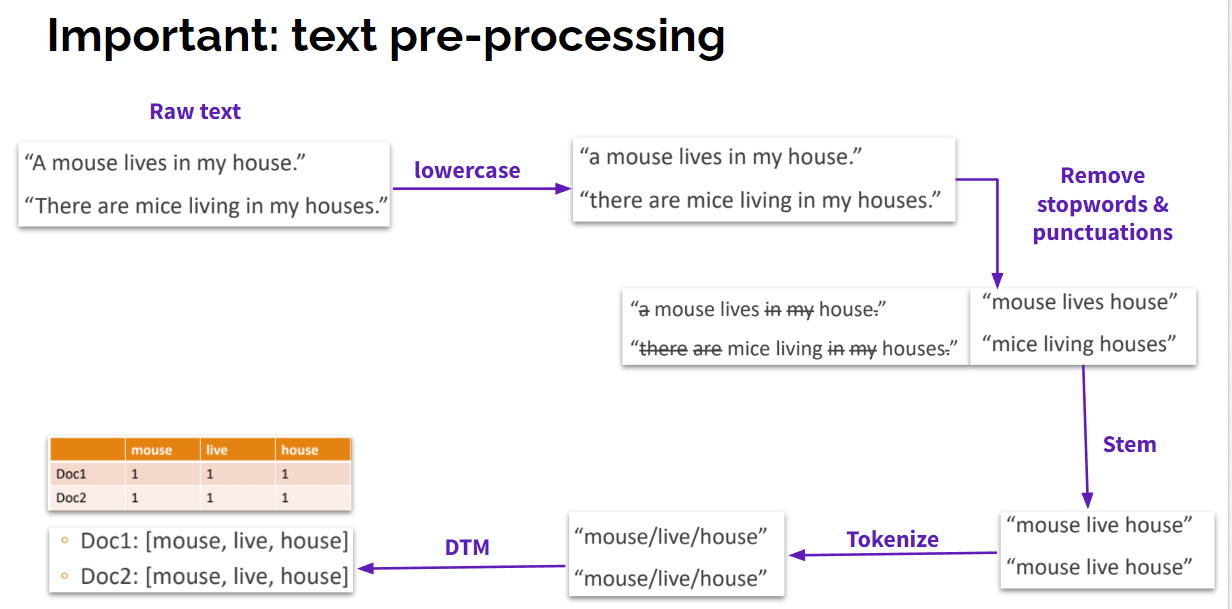 Important: text pre-processing
Raw text
“A mouse lives in my house.”
“There are mice living in my houses.”
lowercase
“a mouse lives in my house.”
“there are mice living in my houses.”
Remove
stopwords &
punctuations
“a mouse lives in my house.”
“there are mice living in my houses.”
“mouse lives house”
“mice living houses”
Stem
“mouse live house”
“mouse live house”
Tokenize
“mouse/live/house”
“mouse/live/house”
DTM
mouse live house
Doc1 1 1 1
Doc2 1 1 1
Doc1: [mouse, live, house]
Doc2: [mouse, live, house]